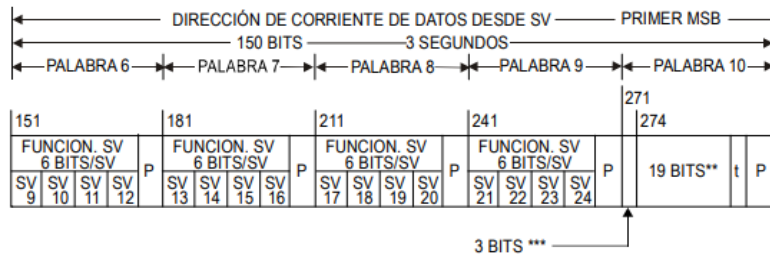 DIRECCIÓN DE CORRIENTE DE DATOS DESDE SV PRIMER MSB
150 BITS 3 SEGUNDOS
PALABRA 6 PALABRA 7 PALABRA 8 PALABRA 9 PALABRA 10
271
151 181 211 241 274
FUNCION. SV FUNCION. SV FUNCION. SV FUNCION. SV
6 BITS/SV P 6 BITS/SV P 6 BITS/SV P 6 BITS/SV P 19 BITS** t P
SV SV SV SV SV SV SV SV SV SV SV SV SV SV SV SV
9 10 11 12 13 14 15 16 17 18 19 20 21 22 23 24
3 BITS ***